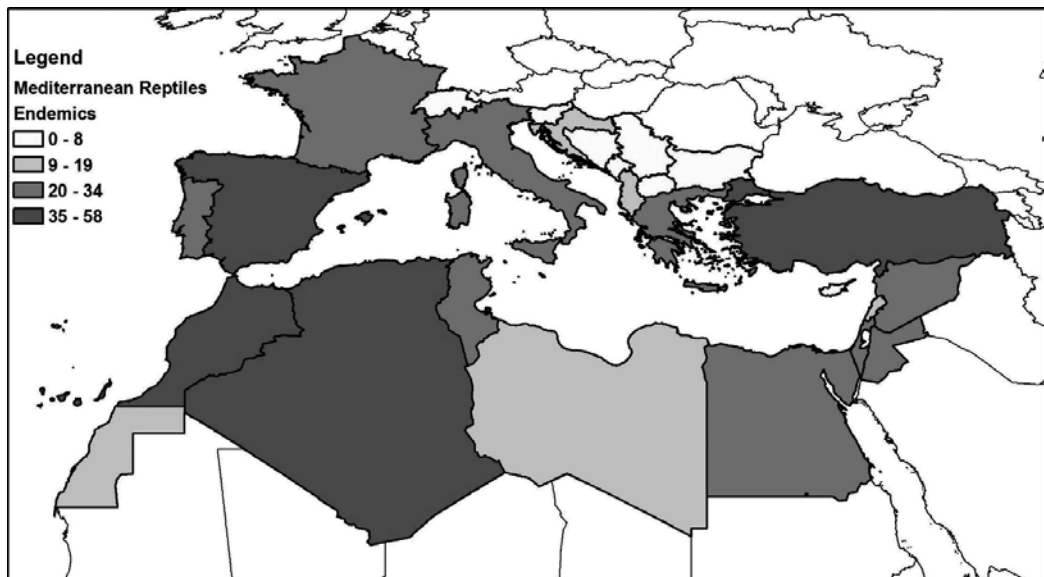 Legend
Mediterranean Reptiles
Endemics
0 - 8
9 - 19
20 - 34
35 - 58